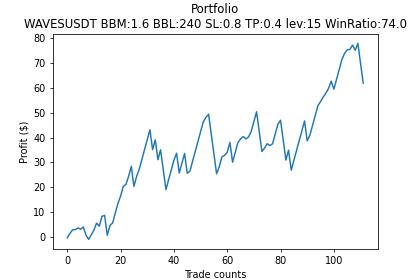 Portfolio
WAVESUSDT BBM:1.6 BBL:240 SL:0.8 TP:0.4 lev:15 WinRatio:74.0
80
70
60
50
40
30
20
10
0
Profit ($)
0 20 40 60 80 100
Trade counts